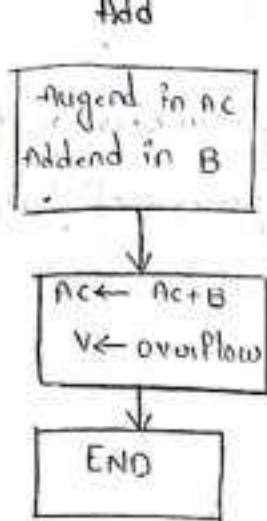 Add
Augend in AC
Addend in B
AC ← AC + B
V ← overflow
END